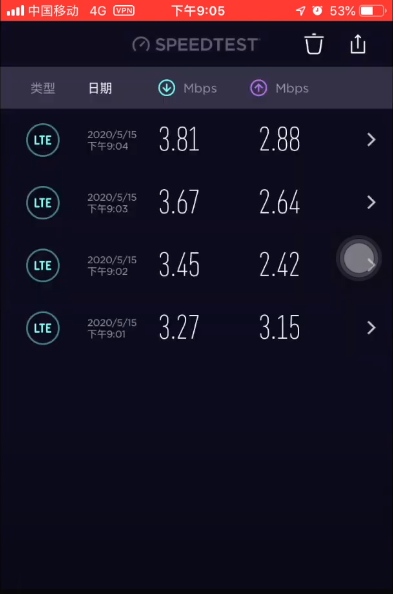 中国移动 4G VPN 下午9:05 53%
SPEEDTEST
类型 日期 Mbps Mbps
LTE 2020/5/15 下午9:04 3.81 2.88
LTE 2020/5/15 下午9:03 3.67 2.64
LTE 2020/5/15 下午9:02 3.45 2.42
LTE 2020/5/15 下午9:01 3.27 3.15